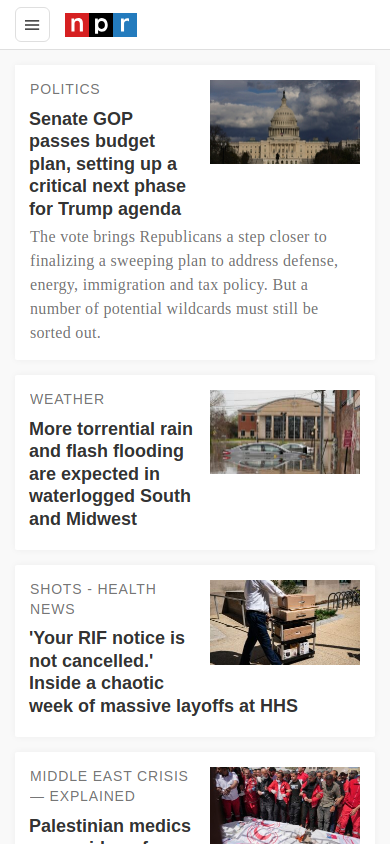 npr
POLITICS
Senate GOP
passes budget
plan, setting up a
critical next phase
for Trump agenda
The vote brings Republicans a step closer to
finalizing a sweeping plan to address defense,
energy, immigration and tax policy. But a
number of potential wildcards must still be
sorted out.
WEATHER
More torrential rain
and flash flooding
are expected in
waterlogged South
and Midwest
SHOTS - HEALTH
NEWS
'Your RIF notice is
not cancelled.'
Inside a chaotic
week of massive layoffs at HHS
MIDDLE EAST CRISIS
— EXPLAINED
Palestinian medics